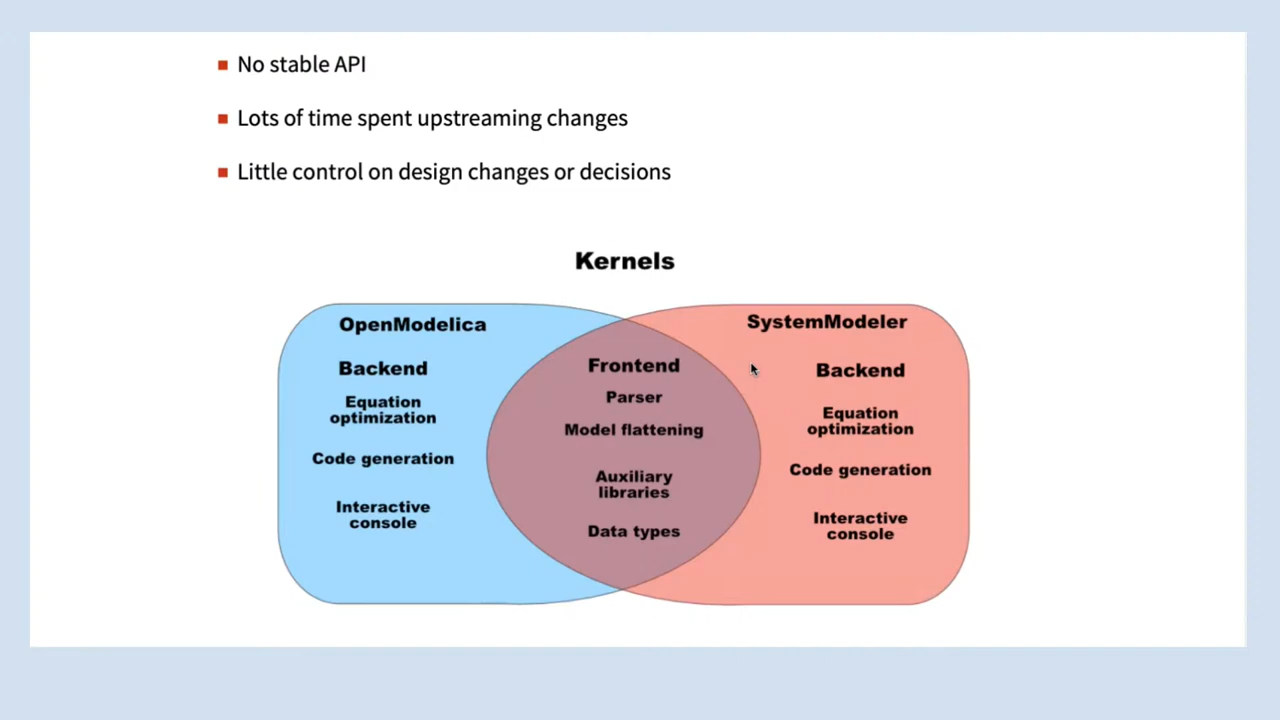 No stable API
Lots of time spent upstreaming changes
Little control on design changes or decisions
Kernels
OpenModelica
Backend
Equation
optimization
Code generation
Interactive
console
Frontend
Parser
Model flattening
Auxiliary
libraries
Data types
SystemModeler
Backend
Equation
optimization
Code generation
Interactive
console